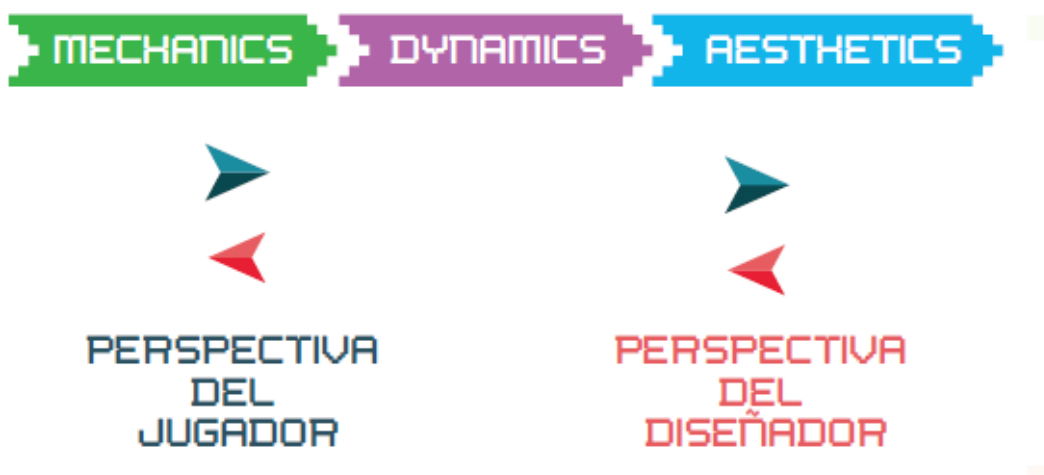 MECHANICS DYNAMICS AESTHETICS
PERSPECTIVA
DEL
JUGADOR
PERSPECTIVA
DEL
DISEÑADOR